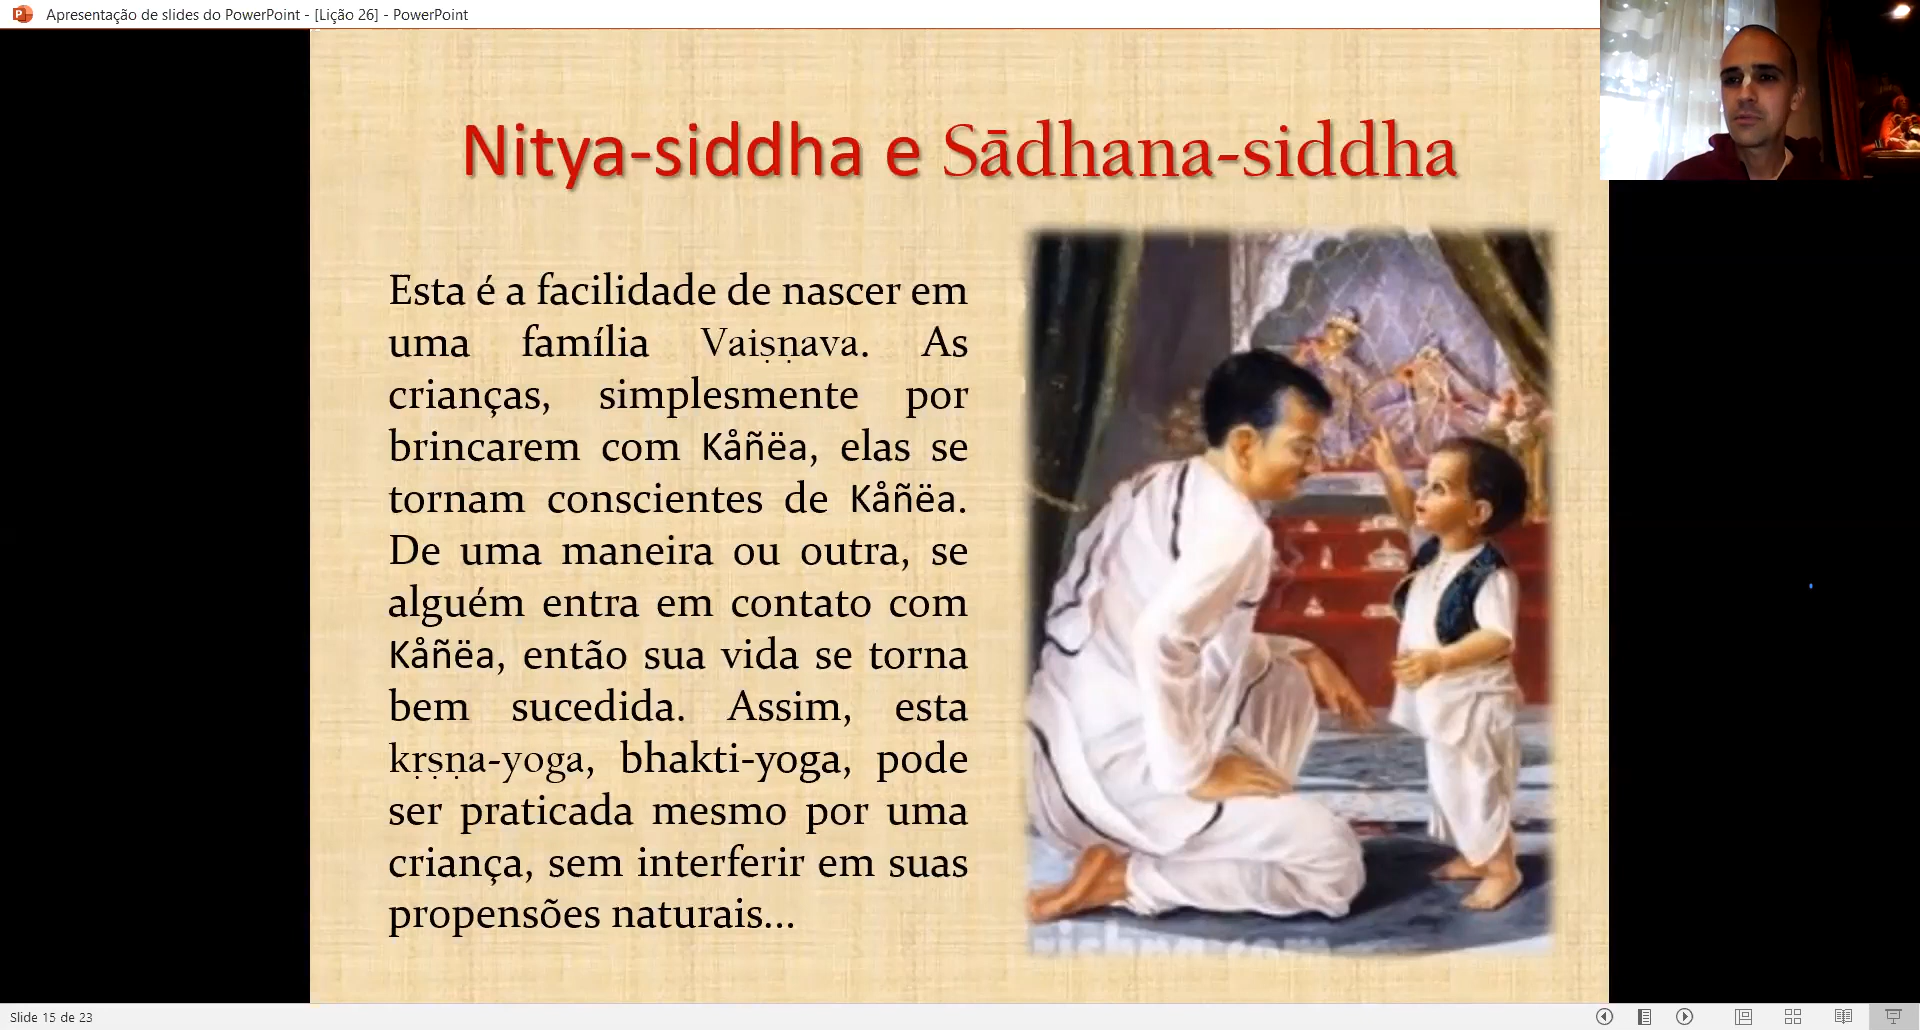 Apresentação de slides do PowerPoint - [Lição 26] - PowerPoint
Nitya-siddha e Sādhana-siddha
Esta é a facilidade de nascer em
uma família Vaiṣṇava. As
crianças, simplesmente por
brincarem com Kåñëa, elas se
tornam conscientes de Kåñëa.
De uma maneira ou outra, se
alguém entra em contato com
Kåñëa, então sua vida se torna
bem sucedida. Assim, esta
kṛṣṇa-yoga, bhakti-yoga, pode
ser praticada mesmo por uma
criança, sem interferir em suas
propensões naturais...
Slide 15 de 23